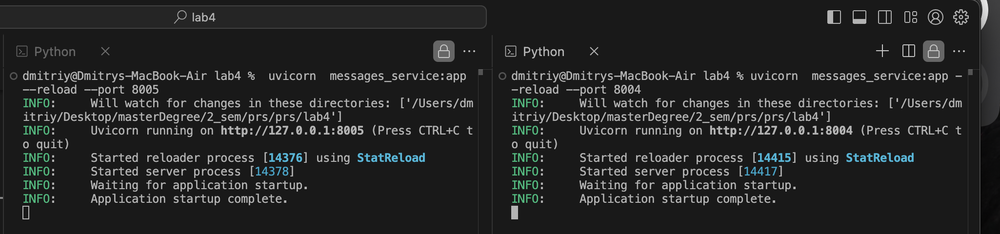 lab4
Python
dmitriy@Dmitrys-MacBook-Air lab4 %  uvicorn  messages_service:app
--reload --port 8005
INFO:     Will watch for changes in these directories: ['/Users/dm
itriy/Desktop/masterDegree/2_sem/prs/prs/lab4']
INFO:     Uvicorn running on http://127.0.0.1:8005 (Press CTRL+C t
o quit)
INFO:     Started reloader process [14376] using StatReload
INFO:     Started server process [14378]
INFO:     Waiting for application startup.
INFO:     Application startup complete.
Python
dmitriy@Dmitrys-MacBook-Air lab4 % uvicorn  messages_service:app -
-reload --port 8004
INFO:     Will watch for changes in these directories: ['/Users/dm
itriy/Desktop/masterDegree/2_sem/prs/prs/lab4']
INFO:     Uvicorn running on http://127.0.0.1:8004 (Press CTRL+C t
o quit)
INFO:     Started reloader process [14415] using StatReload
INFO:     Started server process [14417]
INFO:     Waiting for application startup.
INFO:     Application startup complete.